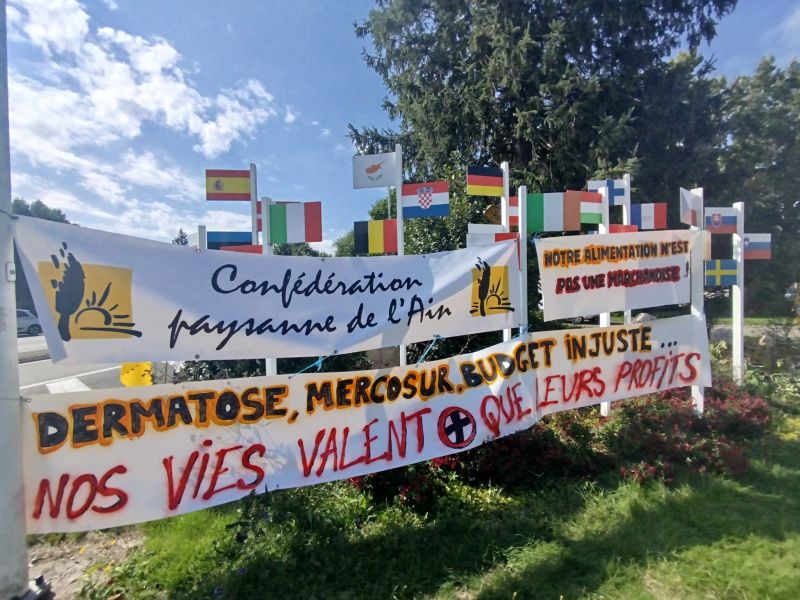 Confédération
paysanne de l'Ain
NOTRE ALIMENTATION N'EST
PAS UNE MARCHANDISE !
DERMATOSE, MERCOSUR, BUDGET INJUSTE...
NOS VIES VALENT + QUE LEURS PROFITS